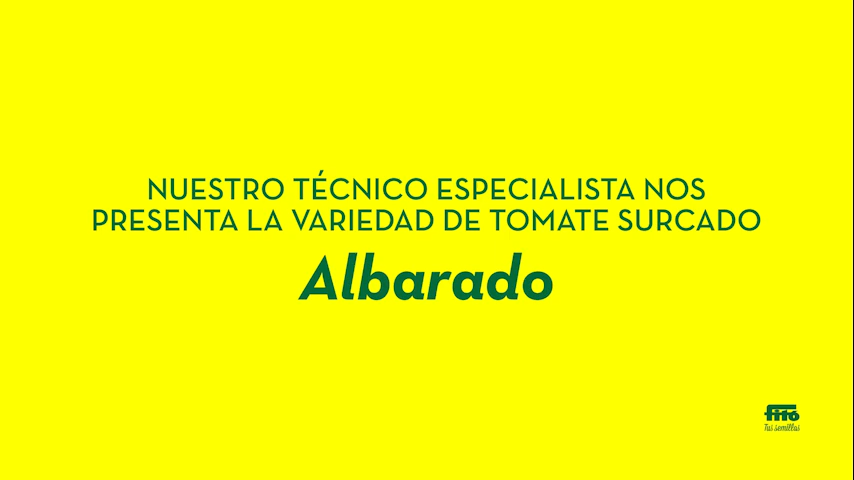 NUESTRO TÉCNICO ESPECIALISTA NOS
PRESENTA LA VARIEDAD DE TOMATE SURCADO
Albarado
fitó
Tus semillas